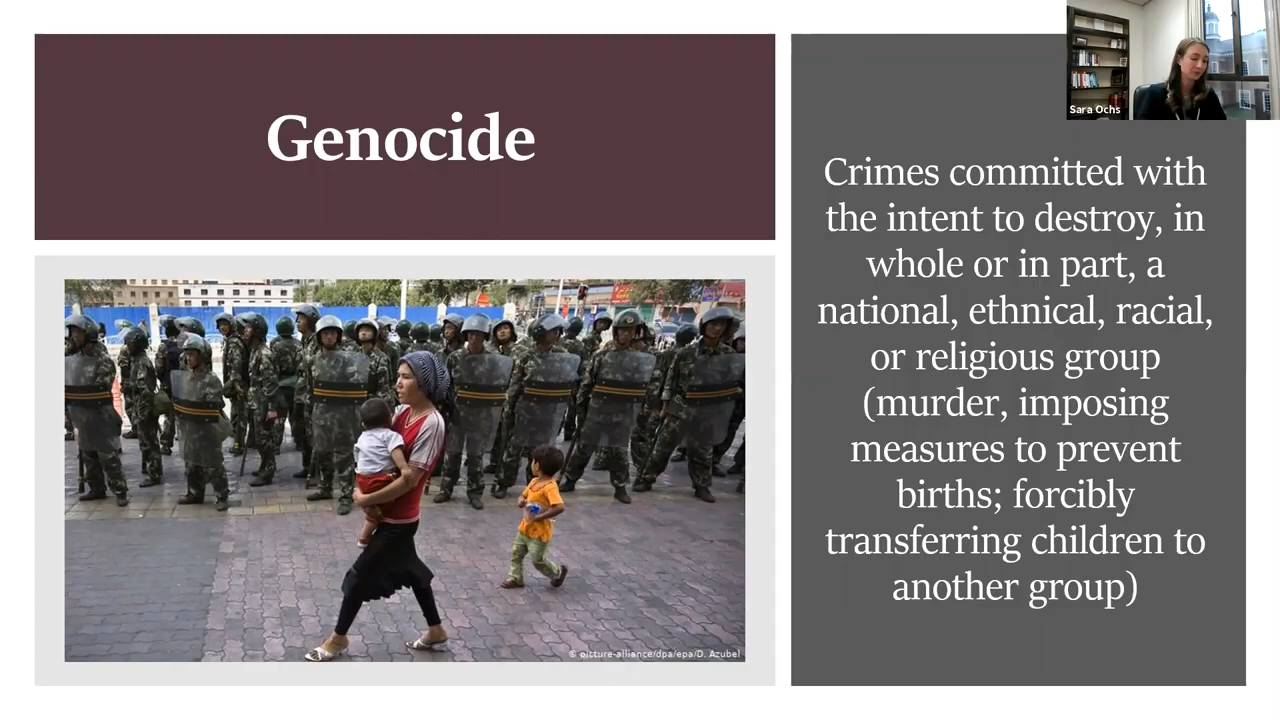 Genocide
Sara Ochs
Crimes committed with
the intent to destroy, in
whole or in part, a
national, ethnical, racial,
or religious group
(murder, imposing
measures to prevent
births; forcibly
transferring children to
another group)
© picture-alliance/dpa/epa/D. Azubel